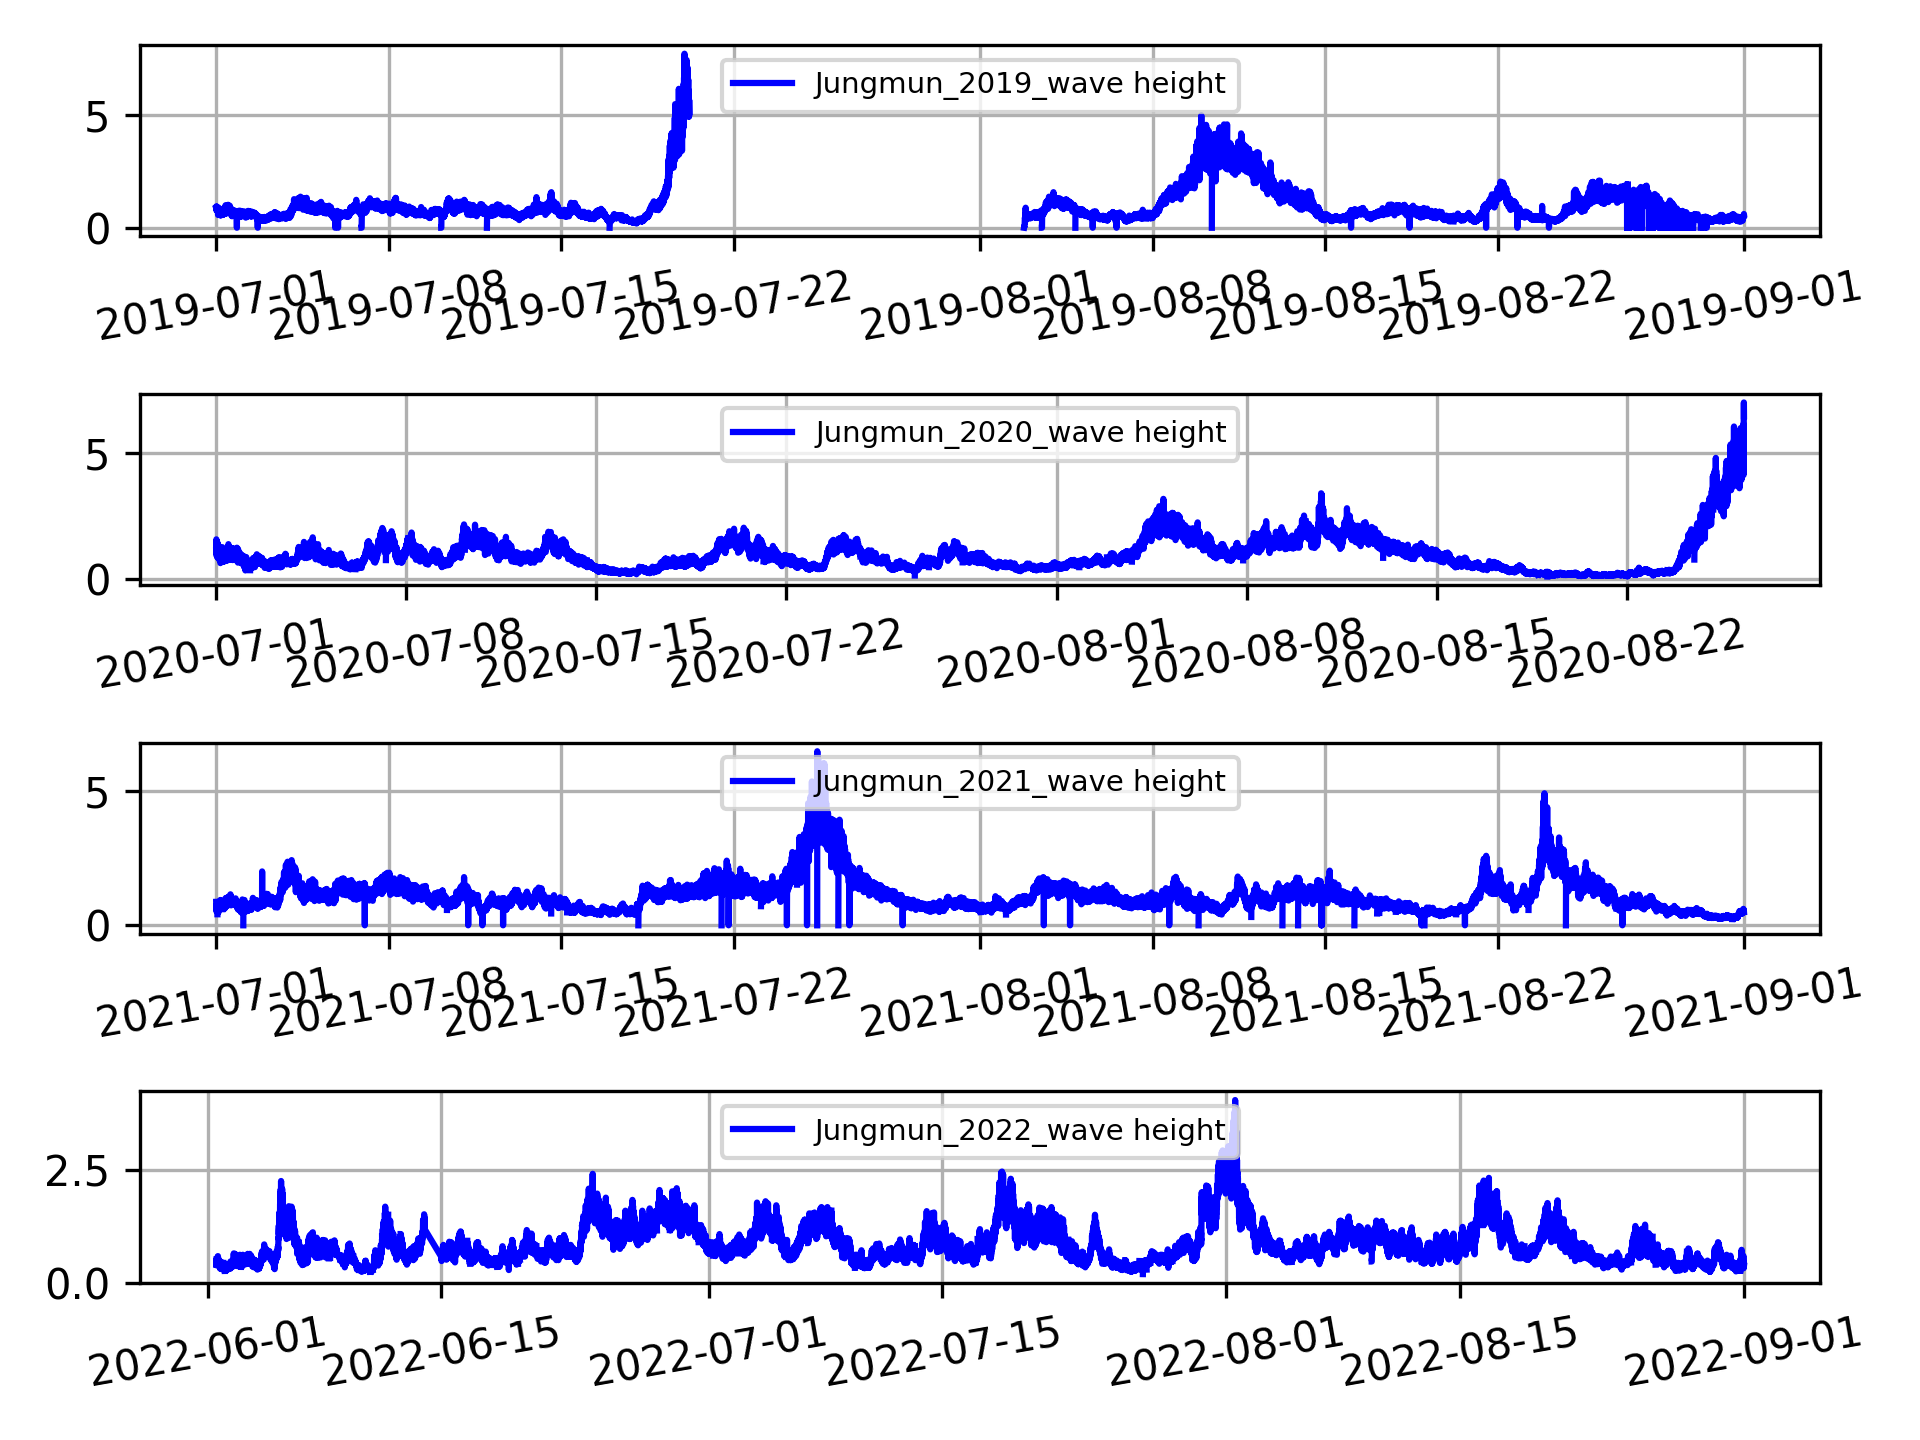 Jungmun_2019_wave height
5
0
2019-07-01 2019-07-08 2019-07-15 2019-07-22 2019-08-01 2019-08-08 2019-08-15 2019-08-22 2019-09-01
Jungmun_2020_wave height
5
0
2020-07-01 2020-07-08 2020-07-15 2020-07-22 2020-08-01 2020-08-08 2020-08-15 2020-08-22
Jungmun_2021_wave height
5
0
2021-07-01 2021-07-08 2021-07-15 2021-07-22 2021-08-01 2021-08-08 2021-08-15 2021-08-22 2021-09-01
Jungmun_2022_wave height
2.5
0.0
2022-06-01 2022-06-15 2022-07-01 2022-07-15 2022-08-01 2022-08-15 2022-09-01